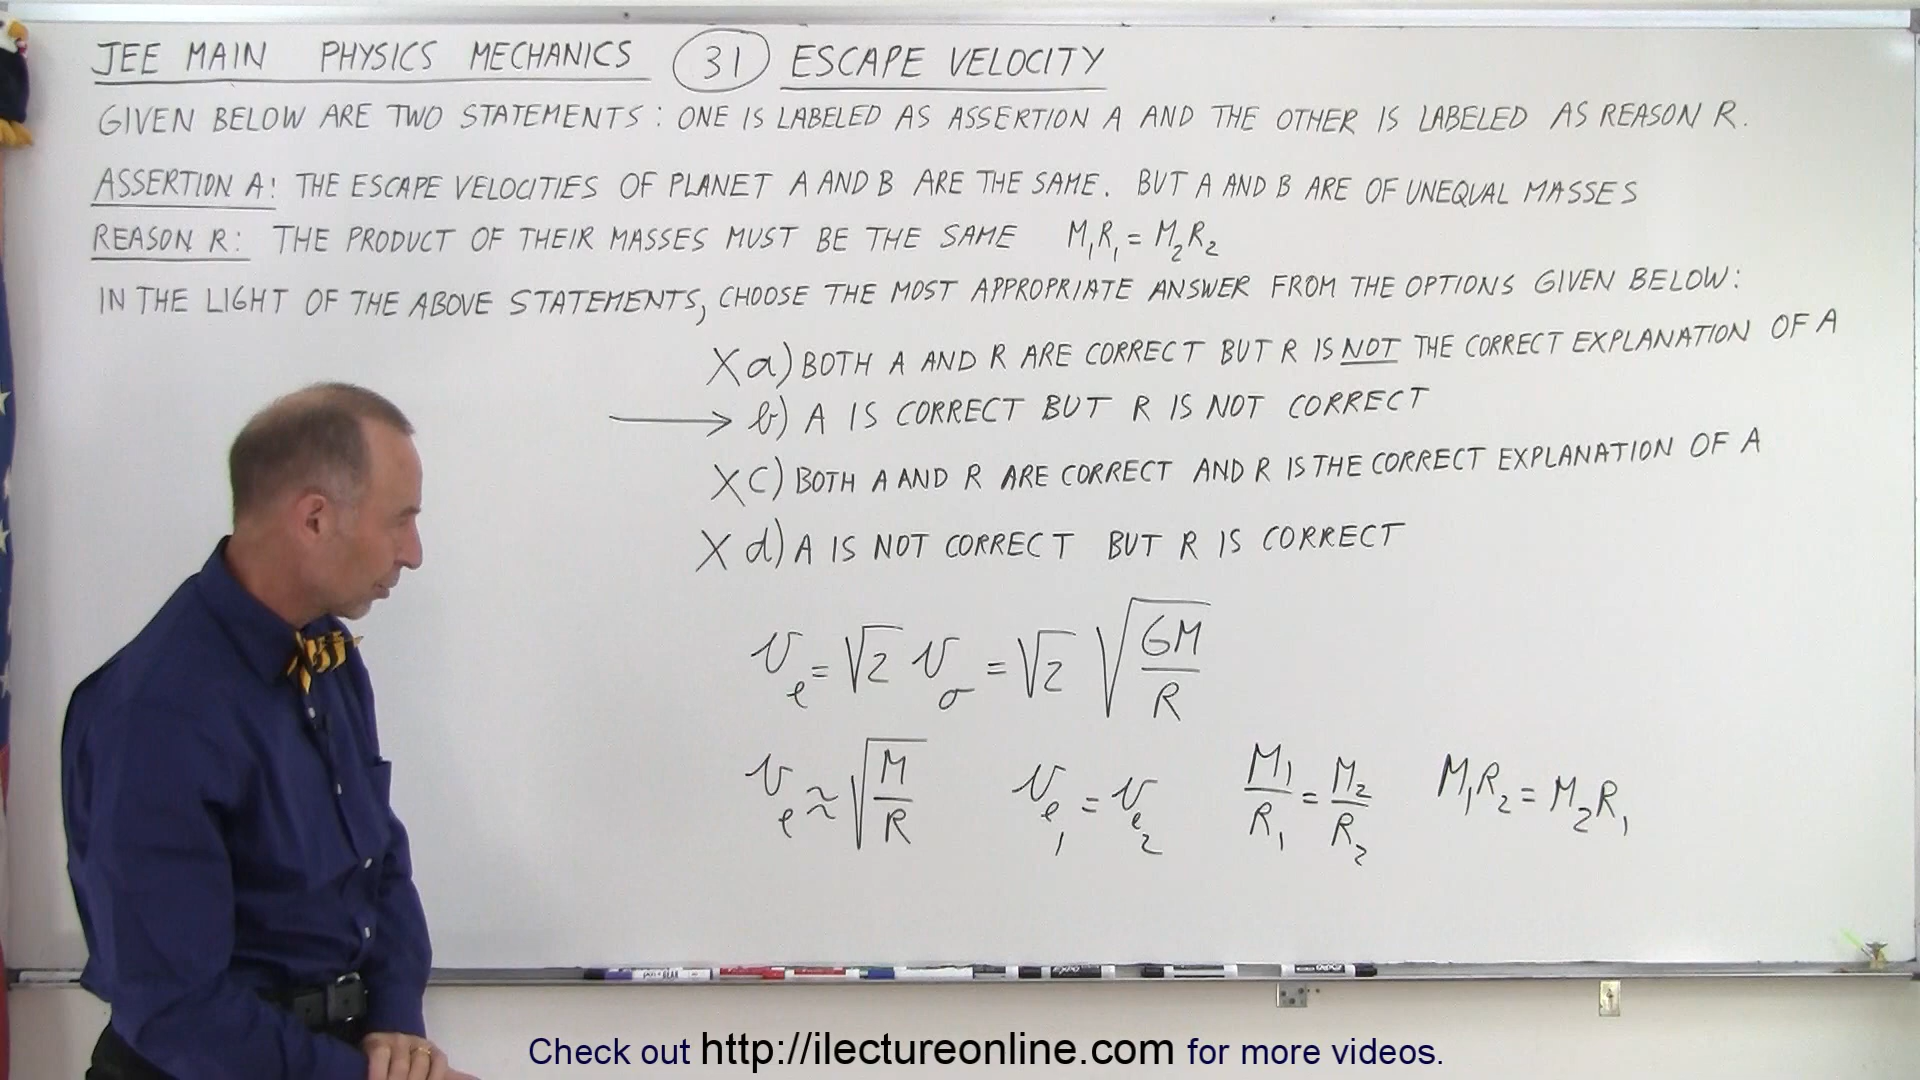 JEE MAIN PHYSICS MECHANICS 31 ESCAPE VELOCITY
GIVEN BELOW ARE TWO STATEMENTS: ONE IS LABELED AS ASSERTION A AND THE OTHER IS LABELED AS REASON R.
ASSERTION A: THE ESCAPE VELOCITIES OF PLANET A AND B ARE THE SAME. BUT A AND B ARE OF UNEQUAL MASSES
REASON R: THE PRODUCT OF THEIR MASSES MUST BE THE SAME M₁R₁ = M₂R₂
IN THE LIGHT OF THE ABOVE STATEMENTS, CHOOSE THE MOST APPROPRIATE ANSWER FROM THE OPTIONS GIVEN BELOW:
X a) BOTH A AND R ARE CORRECT BUT R IS NOT THE CORRECT EXPLANATION OF A
→ b) A IS CORRECT BUT R IS NOT CORRECT
X c) BOTH A AND R ARE CORRECT AND R IS THE CORRECT EXPLANATION OF A
X d) A IS NOT CORRECT BUT R IS CORRECT
v_e = √2 v_o = √2 √(GM/R)
v_e ≈ √(M/R) v_e₁ = v_e₂ M₁/R₁ = M₂/R₂ M₁R₂ = M₂R₁
Check out http://ilectureonline.com for more videos.